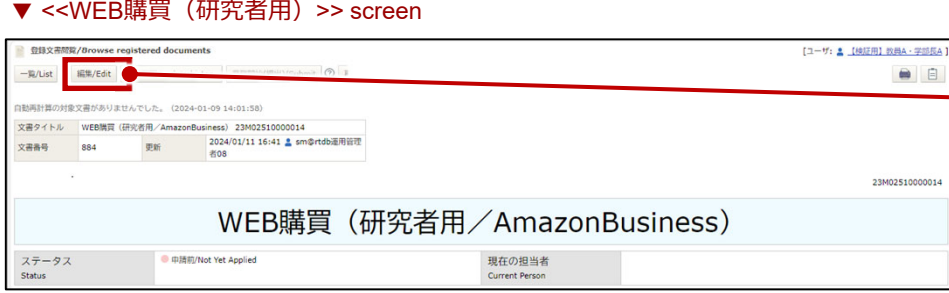 ▼ <<WEB購買（研究者用）>> screen
登録文書閲覧/Browse registered documents
[ユーザ: 【検証用】教員A・学部長A ]
一覧/List 編集/Edit
自動再計算の対象文書がありませんでした。 (2024-01-09 14:01:58)
文書タイトル WEB購買（研究者用／AmazonBusiness） 23M02510000014
文書番号 884 更新 2024/01/11 16:41 sm@rtdb運用管理
者08
23M02510000014
WEB購買（研究者用／AmazonBusiness）
ステータス 申請前/Not Yet Applied 現在の担当者
Status Current Person